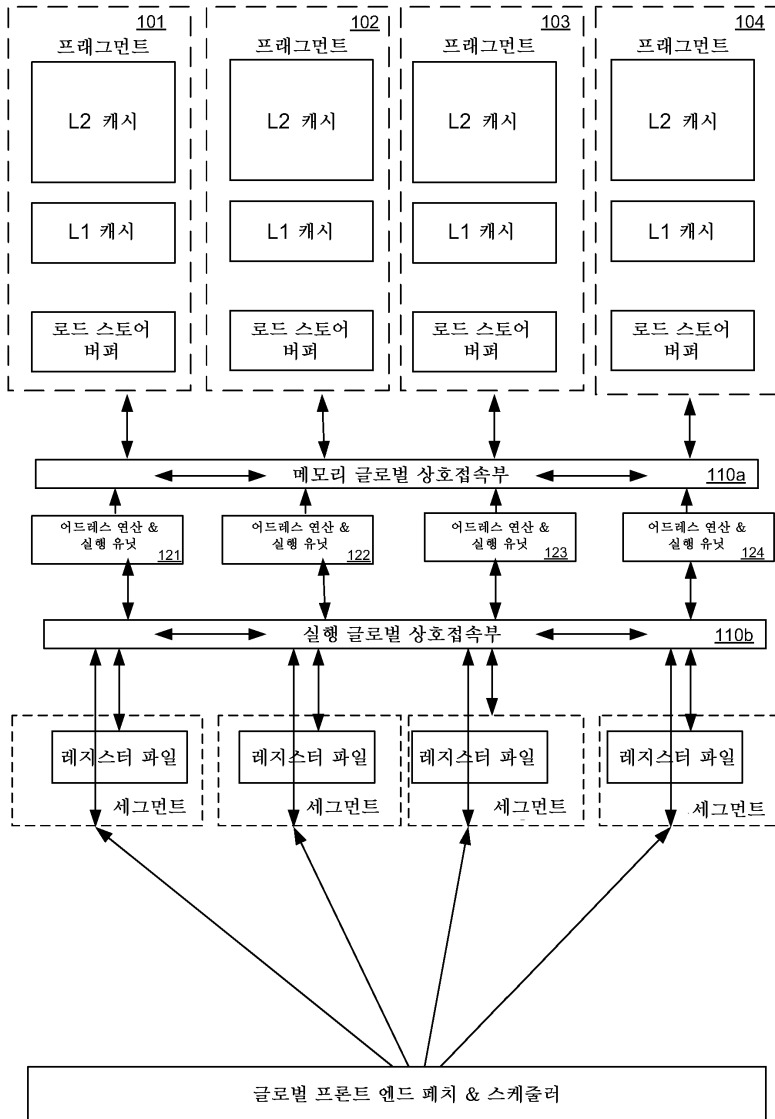 101
102
103
104
프래그먼트
프래그먼트
프래그먼트
프래그먼트
L2 캐시
L2 캐시
L2 캐시
L2 캐시
L1 캐시
L1 캐시
L1 캐시
L1 캐시
로드 스토어
버퍼
로드 스토어
버퍼
로드 스토어
버퍼
로드 스토어
버퍼
메모리 글로벌 상호접속부
110a
어드레스 연산 &
실행 유닛
121
어드레스 연산 &
실행 유닛
122
어드레스 연산 &
실행 유닛
123
어드레스 연산 &
실행 유닛
124
실행 글로벌 상호접속부
110b
레지스터 파일
레지스터 파일
레지스터 파일
레지스터 파일
세그먼트
세그먼트
세그먼트
세그먼트
글로벌 프론트 엔드 페치 & 스케줄러